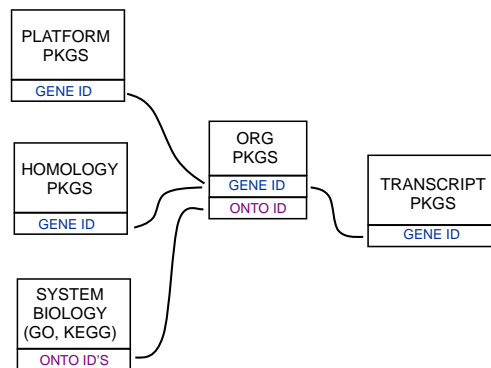 PLATFORM
PKGS
GENE ID
HOMOLOGY
PKGS
GENE ID
SYSTEM
BIOLOGY
(GO, KEGG)
ONTO ID'S
ORG
PKGS
GENE ID
ONTO ID
TRANSCRIPT
PKGS
GENE ID